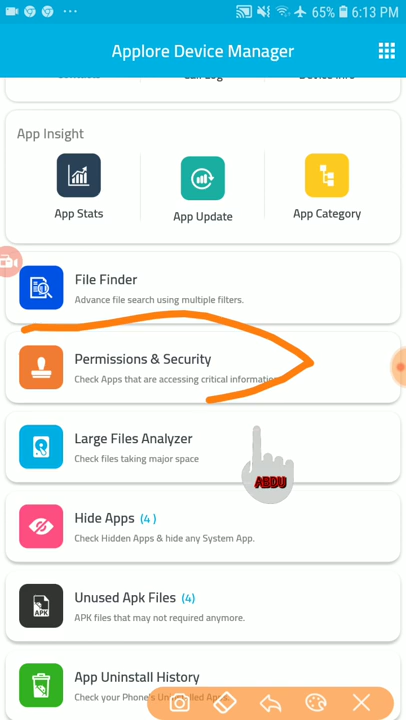 65% 6:13 PM
Applore Device Manager
App Insight
App Stats
App Update
App Category
File Finder
Advance file search using multiple filters.
Permissions & Security
Check Apps that are accessing critical information
Large Files Analyzer
Check files taking major space
ABDU
Hide Apps (4 )
Check Hidden Apps & hide any System App.
Unused Apk Files (4)
APK
APK files that may not required anymore.
App Uninstall History
Check your Phone's